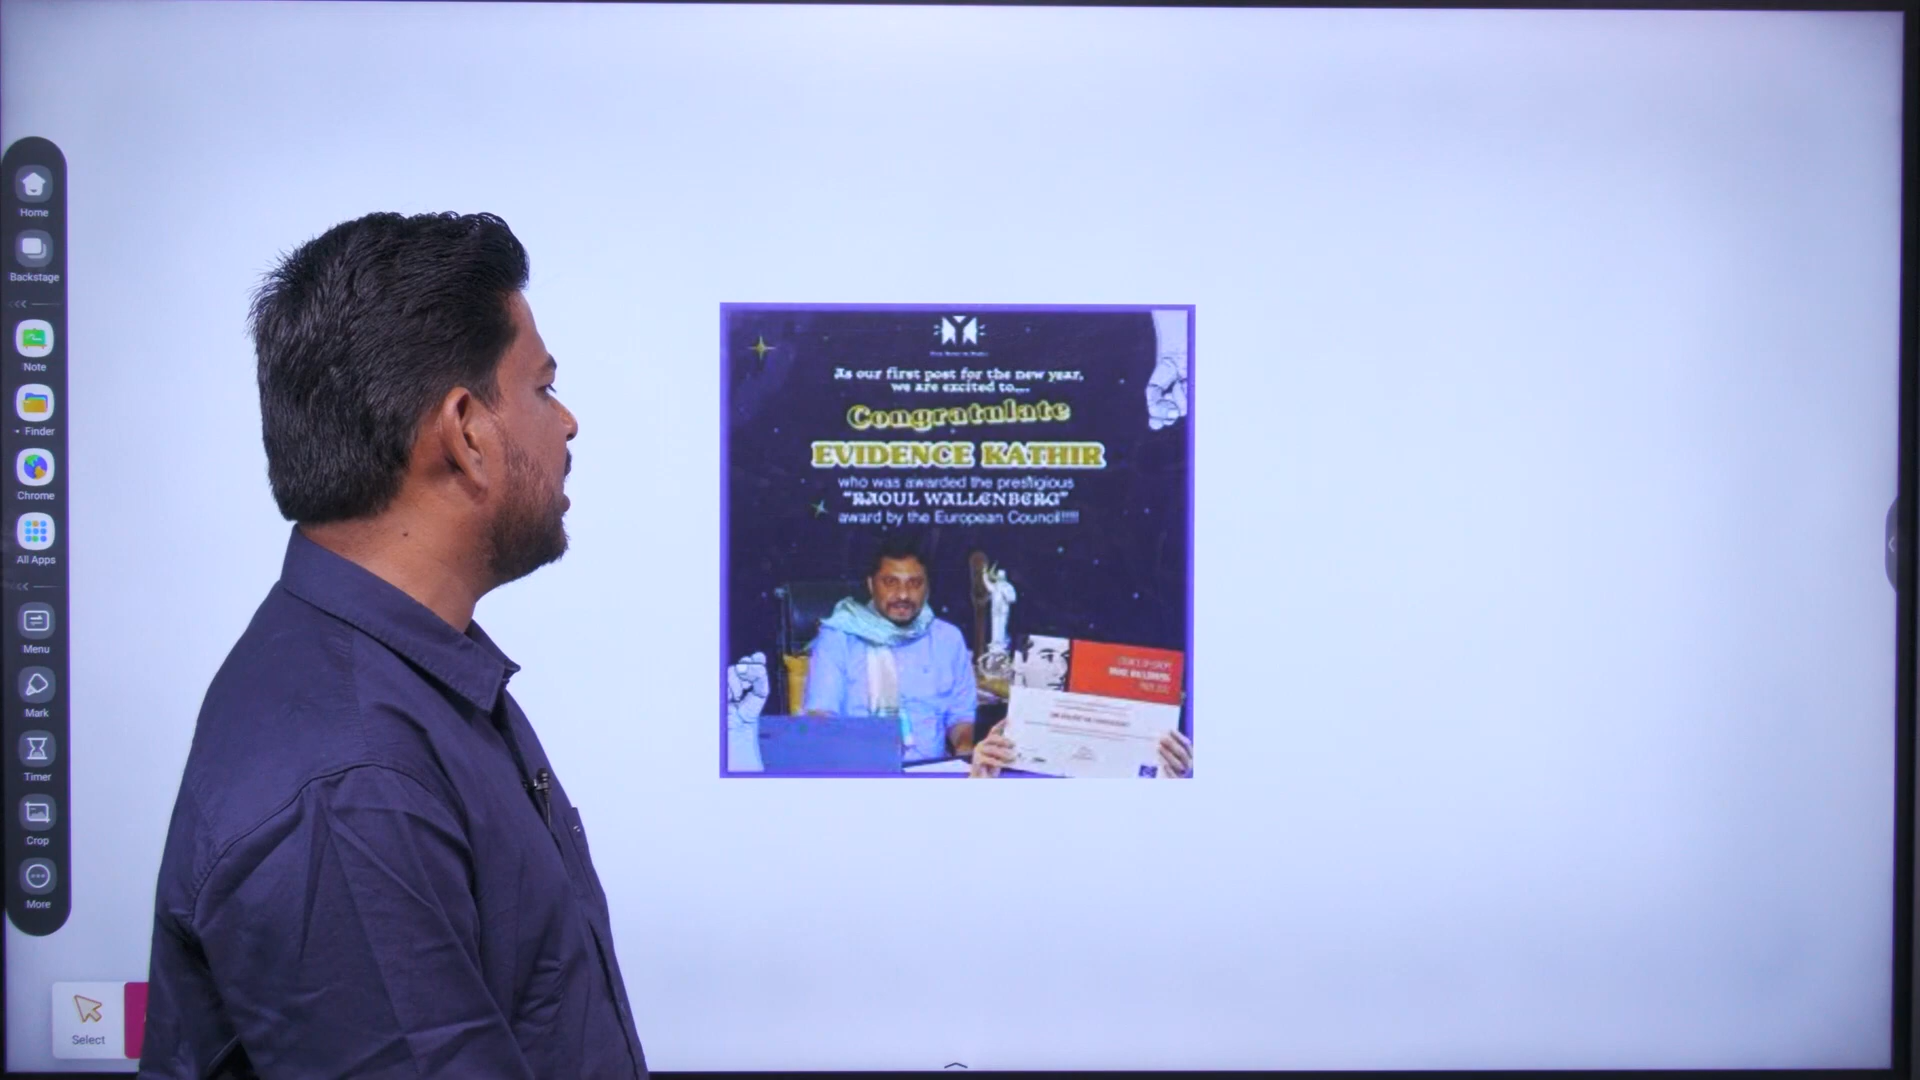 Home
Backstage
Note
Finder
Chrome
All Apps
Menu
Mark
Timer
Crop
More
Select
As our first post for the new year,
we are excited to....
Congratulate
EVIDENCE KATHIR
who was awarded the prestigious
"RAOUL WALLENBERG"
award by the European Council!!!!!